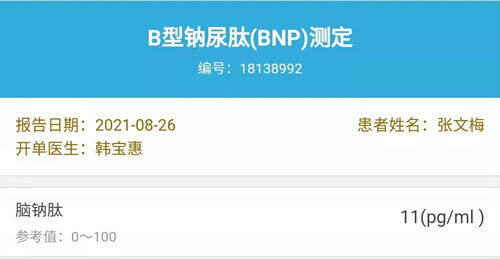 B型钠尿肽(BNP)测定
编号：18138992
报告日期：2021-08-26 患者姓名：张文梅
开单医生：韩宝惠
脑钠肽 11(pg/ml )
参考值：0～100